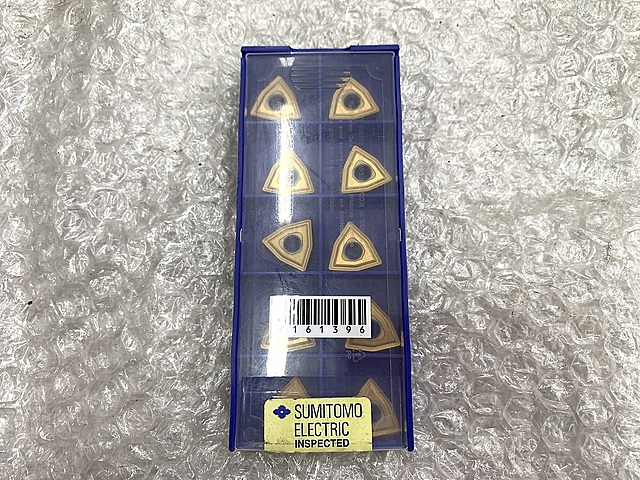 161396
SUMITOMO
ELECTRIC
INSPECTED